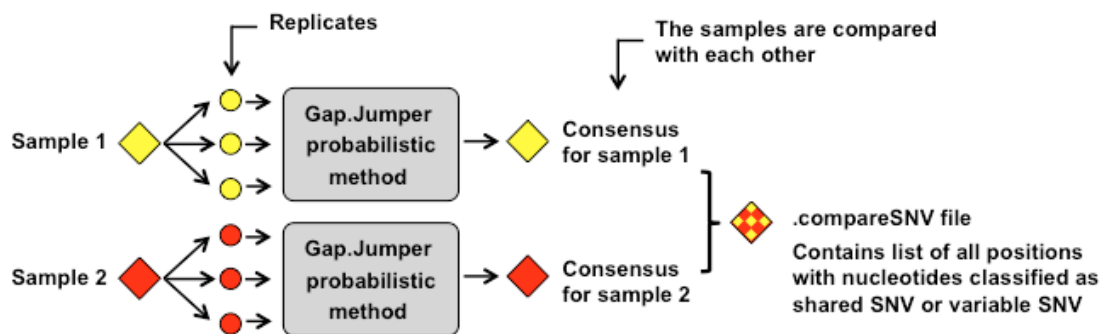 Replicates
The samples are compared
with each other
Sample 1
Gap.Jumper
probabilistic
method
Consensus
for sample 1
Sample 2
Gap.Jumper
probabilistic
method
Consensus
for sample 2
.compareSNV file
Contains list of all positions
with nucleotides classified as
shared SNV or variable SNV